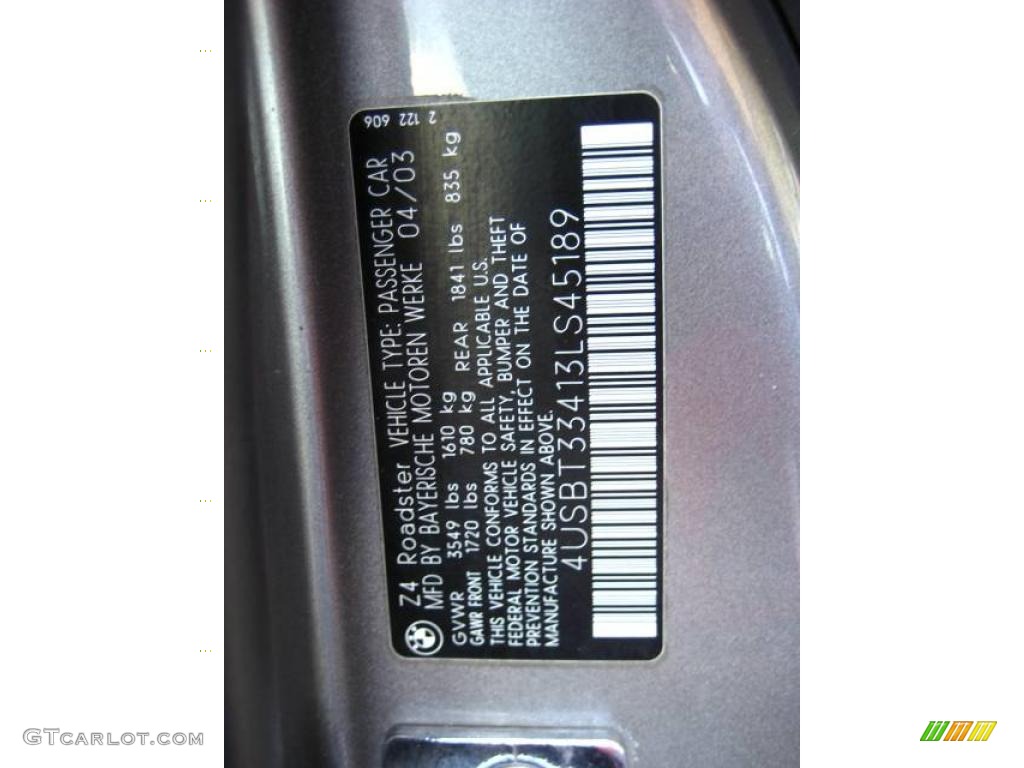 Z4 Roadster VEHICLE TYPE: PASSENGER CAR
MFD BY BAYERISCHE MOTOREN WERKE 04/03
GVWR 3549 lbs 1610 kg
GAWR FRONT 1720 lbs 780 kg REAR 1841 lbs 835 kg
THIS VEHICLE CONFORMS TO ALL APPLICABLE U.S.
FEDERAL MOTOR VEHICLE SAFETY, BUMPER AND THEFT
PREVENTION STANDARDS IN EFFECT ON THE DATE OF
MANUFACTURE SHOWN ABOVE.
4USBT33413LS45189
2 122 606
GTCARLOT.COM